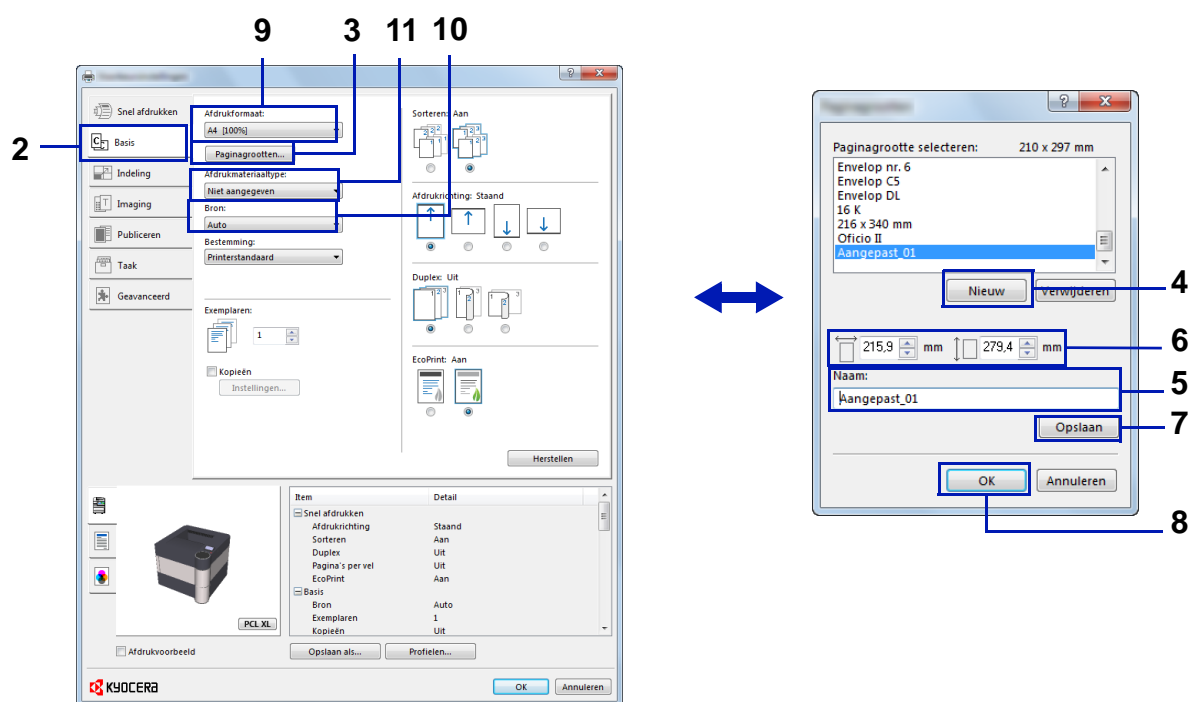 9
3
11
10
2
Snel afdrukken
Basis
Indeling
Imaging
Publiceren
Taak
Geavanceerd
Afdrukformaat:
A4 [100%]
Paginagrootten...
Afdrukmateriaaltype:
Niet aangegeven
Bron:
Auto
Bestemming:
Printerstandaard
Exemplaren:
1
Kopieën
Instellingen...
Sorteren: Aan
Afdrukrichting: Staand
Duplex: Uit
EcoPrint: Aan
Herstellen
PCL XL
Afdrukvoorbeeld
Item Detail
Snel afdrukken
Afdrukrichting Staand
Sorteren Aan
Duplex Uit
Pagina's per vel Uit
EcoPrint Aan
Basis
Bron Auto
Exemplaren 1
Kopieën Uit
Opslaan als... Profielen...
KYOCERA
OK Annuleren
Paginagrootte selecteren: 210 x 297 mm
Envelop nr. 6
Envelop C5
Envelop DL
16 K
216 x 340 mm
Oficio II
Aangepast_01
Nieuw Verwijderen
4
215,9 mm 279,4 mm
6
Naam:
5
Aangepast_01
Opslaan
7
OK Annuleren
8